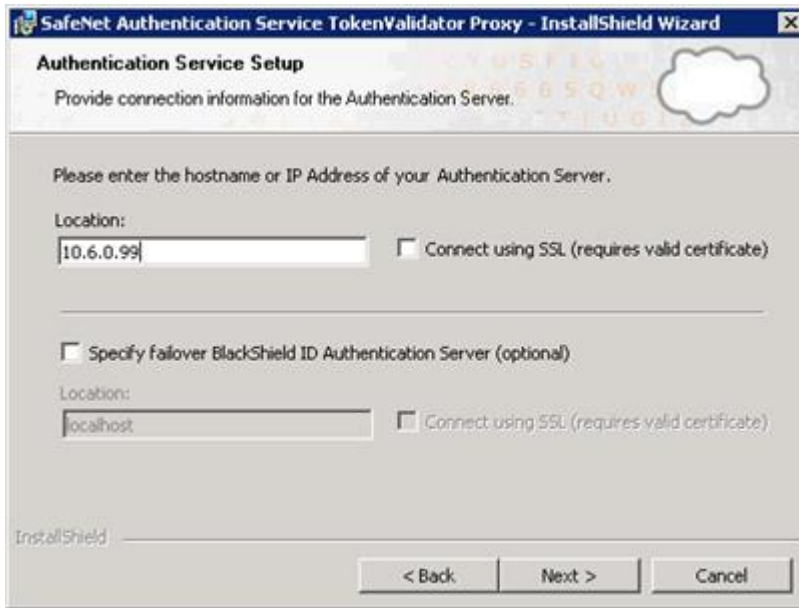 SafeNet Authentication Service TokenValidator Proxy - InstallShield Wizard
Authentication Service Setup
Provide connection information for the Authentication Server.
Please enter the hostname or IP Address of your Authentication Server.
Location:
10.6.0.99
Connect using SSL (requires valid certificate)
Specify failover BlackShield ID Authentication Server (optional)
Location:
localhost
Connect using SSL (requires valid certificate)
InstallShield
< Back Next > Cancel